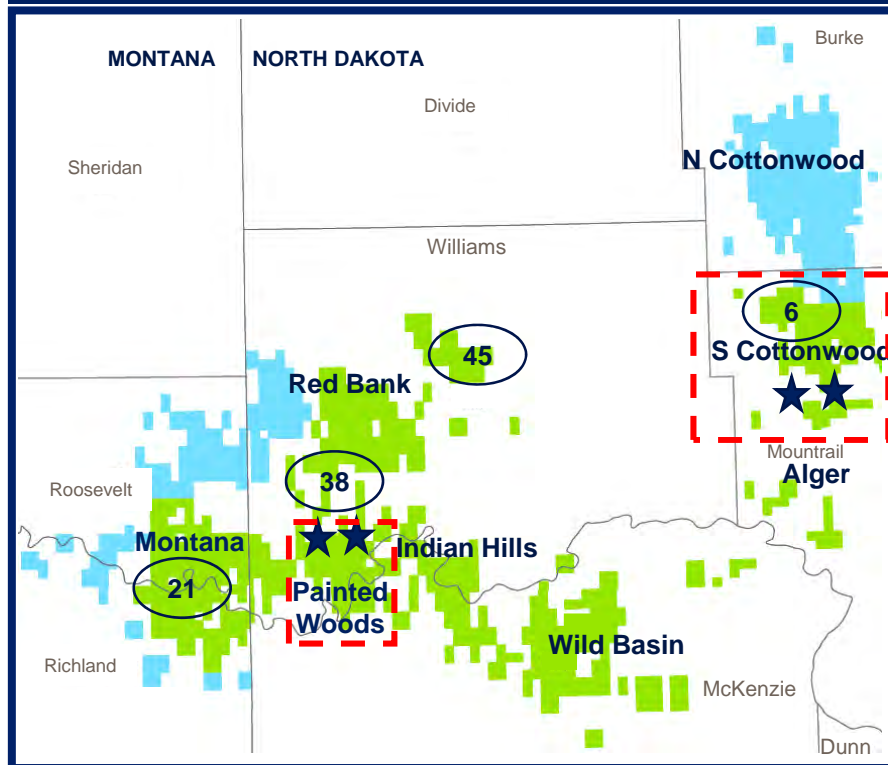 Burke
MONTANA
NORTH DAKOTA
Divide
N Cottonwood
Sheridan
Williams
6
45
S Cottonwood
Red Bank
Mountrail
38
Alger
Roosevelt
Montana
Indian Hills
21
Painted
Woods
Wild Basin
Richland
McKenzie
Dunn